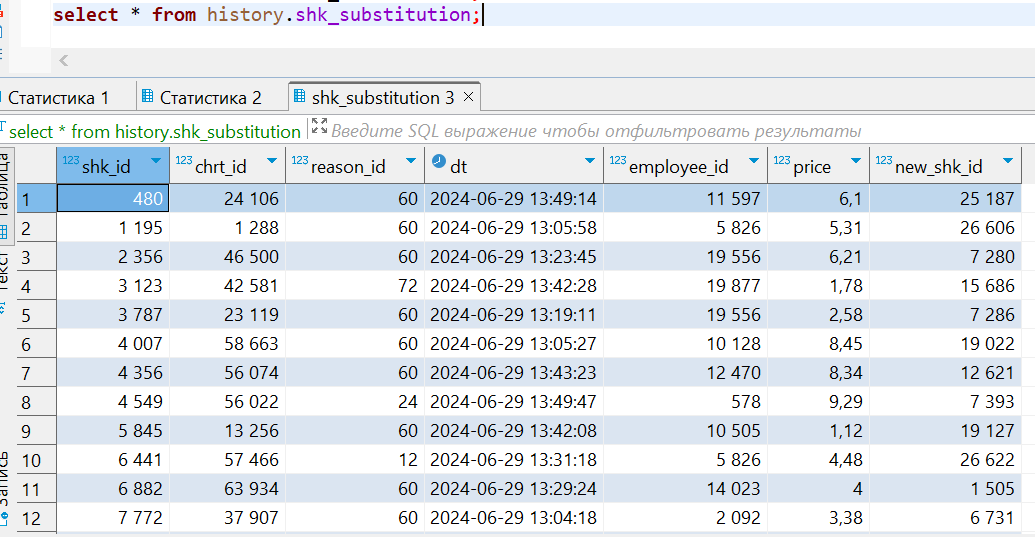 select * from history.shk_substitution;
Статистика 1 Статистика 2 shk_substitution 3
select * from history.shk_substitution Введите SQL выражение чтобы отфильтровать результаты
123 shk_id 123 chrt_id 123 reason_id dt 123 employee_id 123 price 123 new_shk_id
1 480 24 106 60 2024-06-29 13:49:14 11 597 6,1 25 187
2 1 195 1 288 60 2024-06-29 13:05:58 5 826 5,31 26 606
3 2 356 46 500 60 2024-06-29 13:23:45 19 556 6,21 7 280
4 3 123 42 581 72 2024-06-29 13:42:28 19 877 1,78 15 686
5 3 787 23 119 60 2024-06-29 13:19:11 19 556 2,58 7 286
6 4 007 58 663 60 2024-06-29 13:05:27 10 128 8,45 19 022
7 4 356 56 074 60 2024-06-29 13:43:23 12 470 8,34 12 621
8 4 549 56 022 24 2024-06-29 13:49:47 578 9,29 7 393
9 5 845 13 256 60 2024-06-29 13:42:08 10 505 1,12 19 127
10 6 441 57 466 12 2024-06-29 13:31:18 5 826 4,48 26 622
11 6 882 63 934 60 2024-06-29 13:29:24 14 023 4 1 505
12 7 772 37 907 60 2024-06-29 13:04:18 2 092 3,38 6 731
Таблица
Текст
Запись